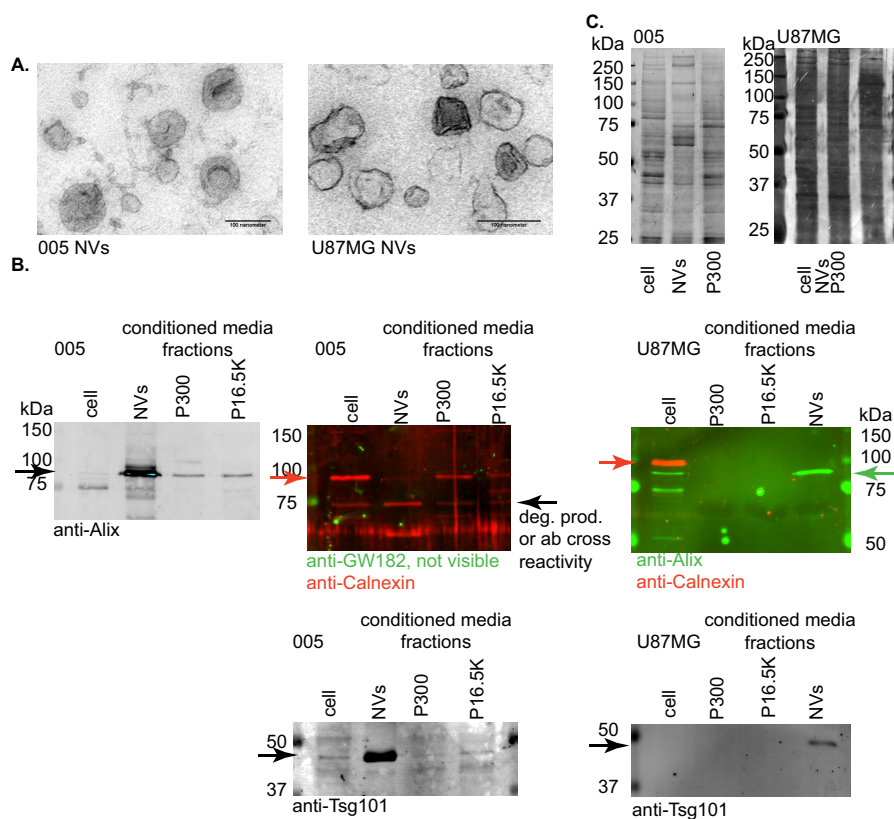 A.
100 nanometer
100 nanometer
005 NVs
U87MG NVs
C.
005
U87MG
kDa
250
150
100
75
50
37
25
cell
NVs
P300
kDa
250
150
100
75
50
37
25
cell
NVs
P300
B.
005
conditioned media
fractions
kDa
cell
NVs
P300
P16.5K
150
100
75
anti-Alix
005
conditioned media
fractions
cell
NVs
P300
P16.5K
150
100
75
deg. prod.
or ab cross
reactivity
anti-GW182, not visible
anti-Calnexin
U87MG
conditioned media
fractions
cell
P300
P16.5K
NVs
kDa
150
100
75
50
anti-Alix
anti-Calnexin
005
conditioned media
fractions
cell
NVs
P300
P16.5K
50
37
anti-Tsg101
U87MG
conditioned media
fractions
cell
P300
P16.5K
NVs
50
37
anti-Tsg101